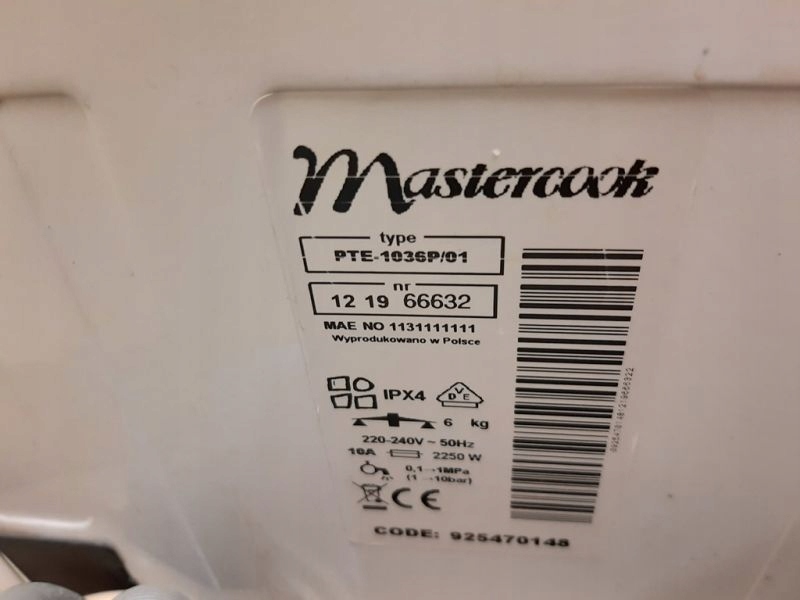 Mastercook
type
PTE-1036P/01
nr
12 19 66632
MAE NO 1131111111
Wyprodukowano w Polsce
IPX4
VDE
6 kg
220-240V ~ 50Hz
10A 2250 W
0,1→1MPa
(1→10bar)
CE
CODE: 925470148